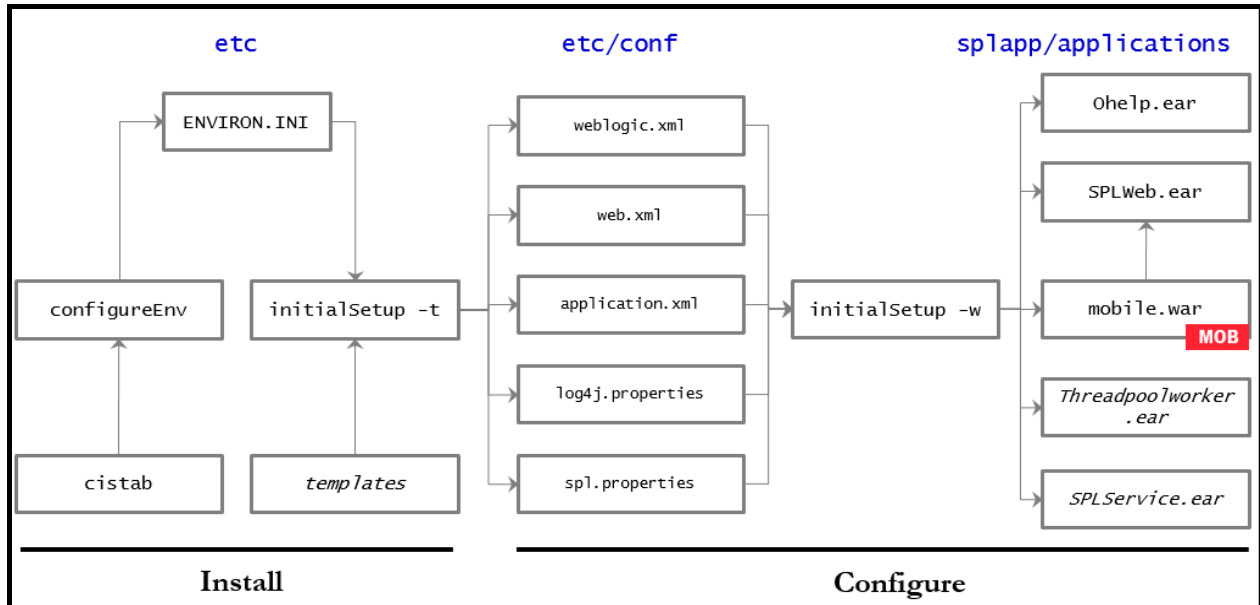 etc
etc/conf
splapp/applications
ENVIRON.INI
weblogic.xml
Ohelp.ear
web.xml
SPLWeb.ear
configureEnv
initialSetup -t
application.xml
initialSetup -w
mobile.war
MOB
log4j.properties
Threadpoolworker
.ear
cistab
templates
spl.properties
SPLService.ear
Install
Configure